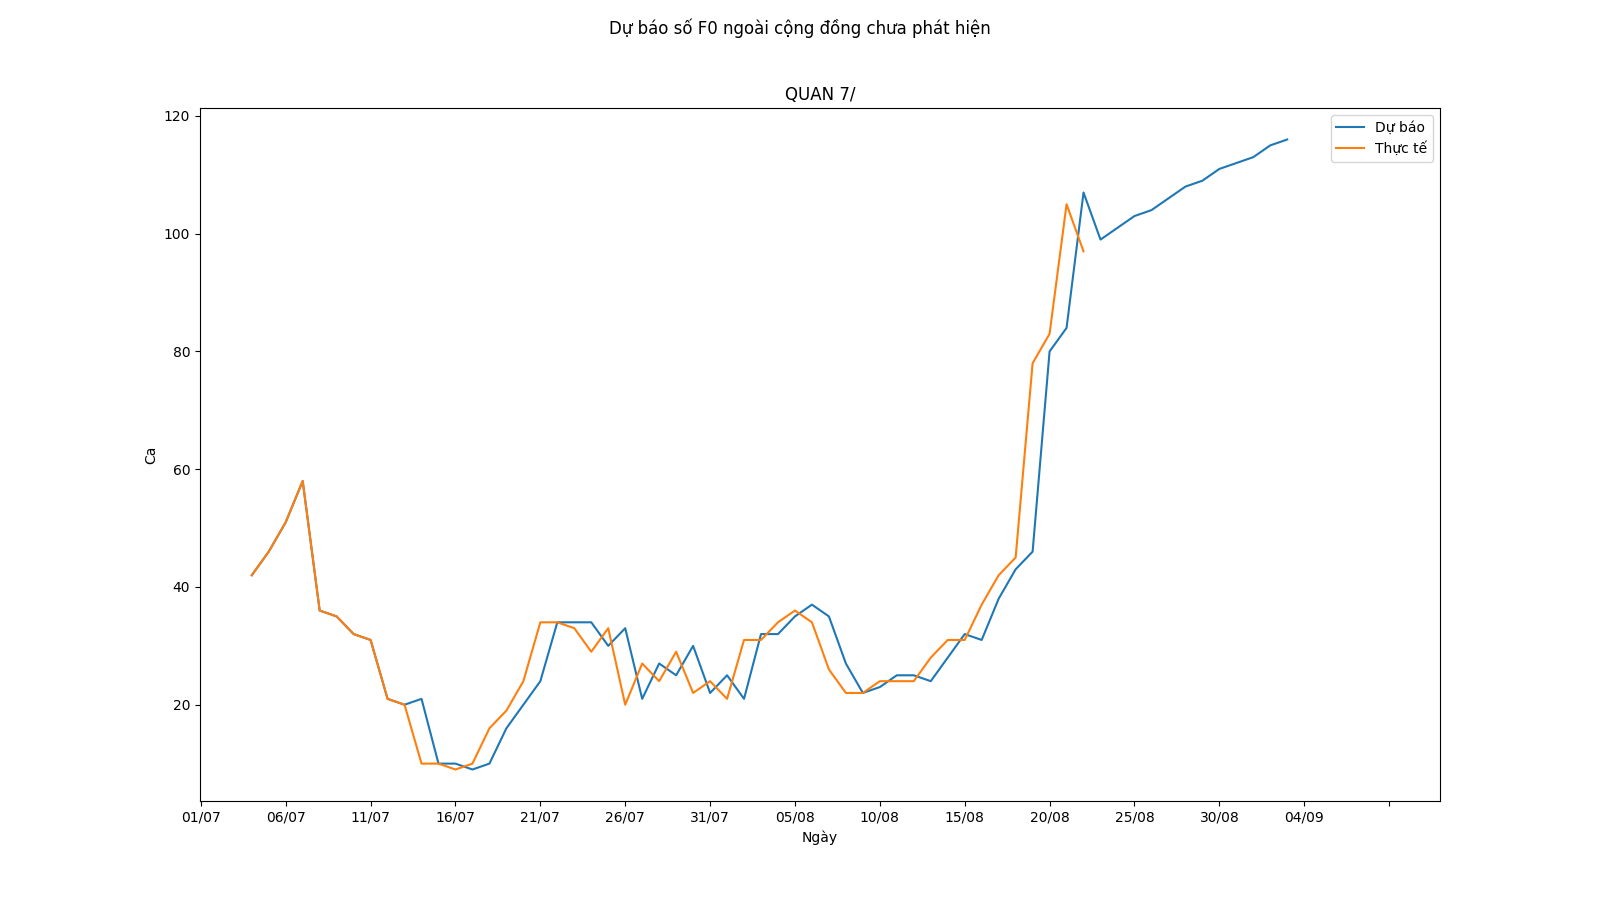 Dự báo số F0 ngoài cộng đồng chưa phát hiện
QUAN 7/
Dự báo
Thực tế
120
100
80
60
40
20
Ca
01/07 06/07 11/07 16/07 21/07 26/07 31/07 05/08 10/08 15/08 20/08 25/08 30/08 04/09
Ngày